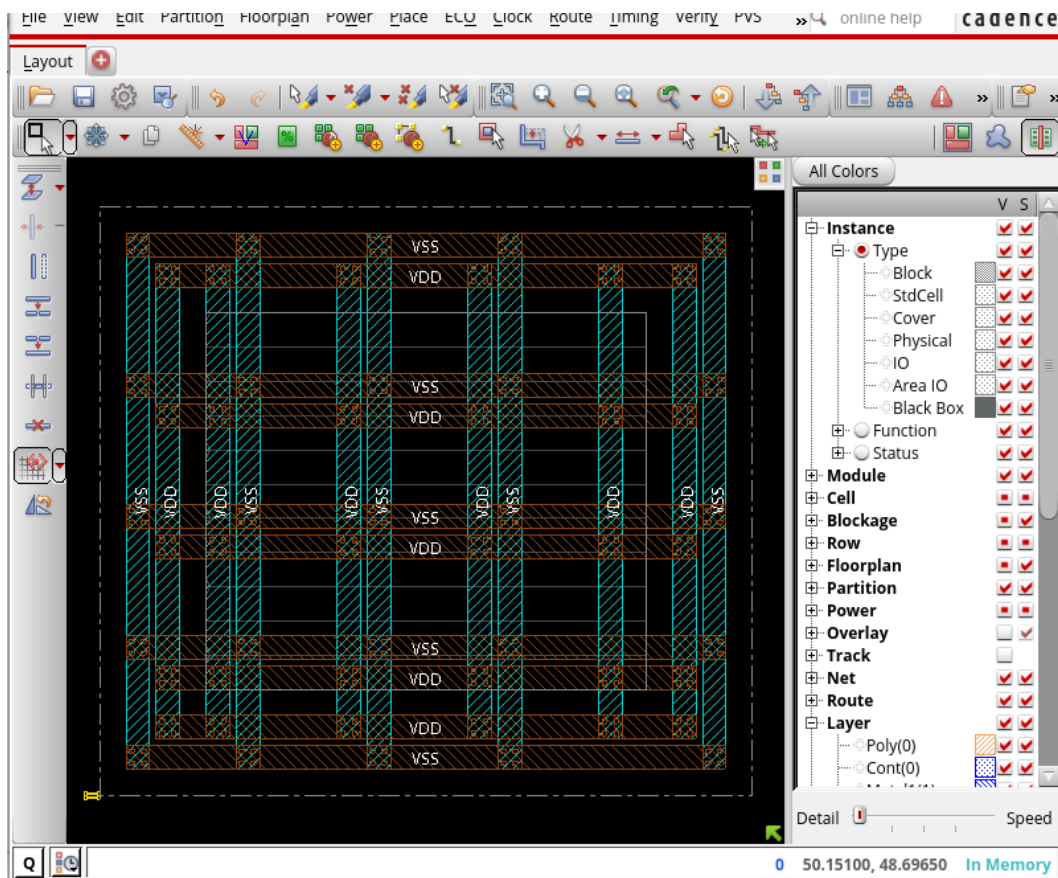 File View Edit Partition Floorplan Power Place ECO Clock Route Timing Verify PVS » online help cadence
Layout
»
»
All Colors
V S
Instance
Type
Block
StdCell
Cover
Physical
IO
Area IO
Black Box
Function
Status
Module
Cell
Blockage
Row
Floorplan
Partition
Power
Overlay
Track
Net
Route
Layer
Poly(0)
Cont(0)
Metal1(1)
VSS
VDD
VSS
VDD
VSS VDD VDD VSS VDD VSS VDD VSS VDD VDD VSS
VSS
VDD
VSS
VDD
VDD
VSS
Detail Speed
Q 0 50.15100, 48.69650 In Memory